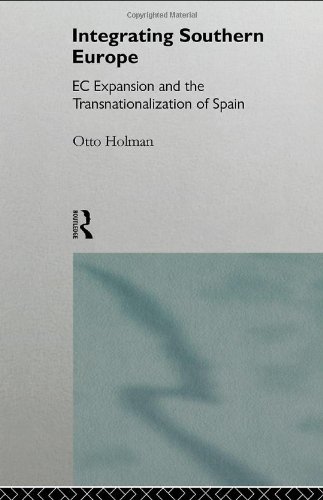 Copyrighted Material
Integrating Southern
Europe
EC Expansion and the
Transnationalization of Spain
Otto Holman
ROUTLEDGE